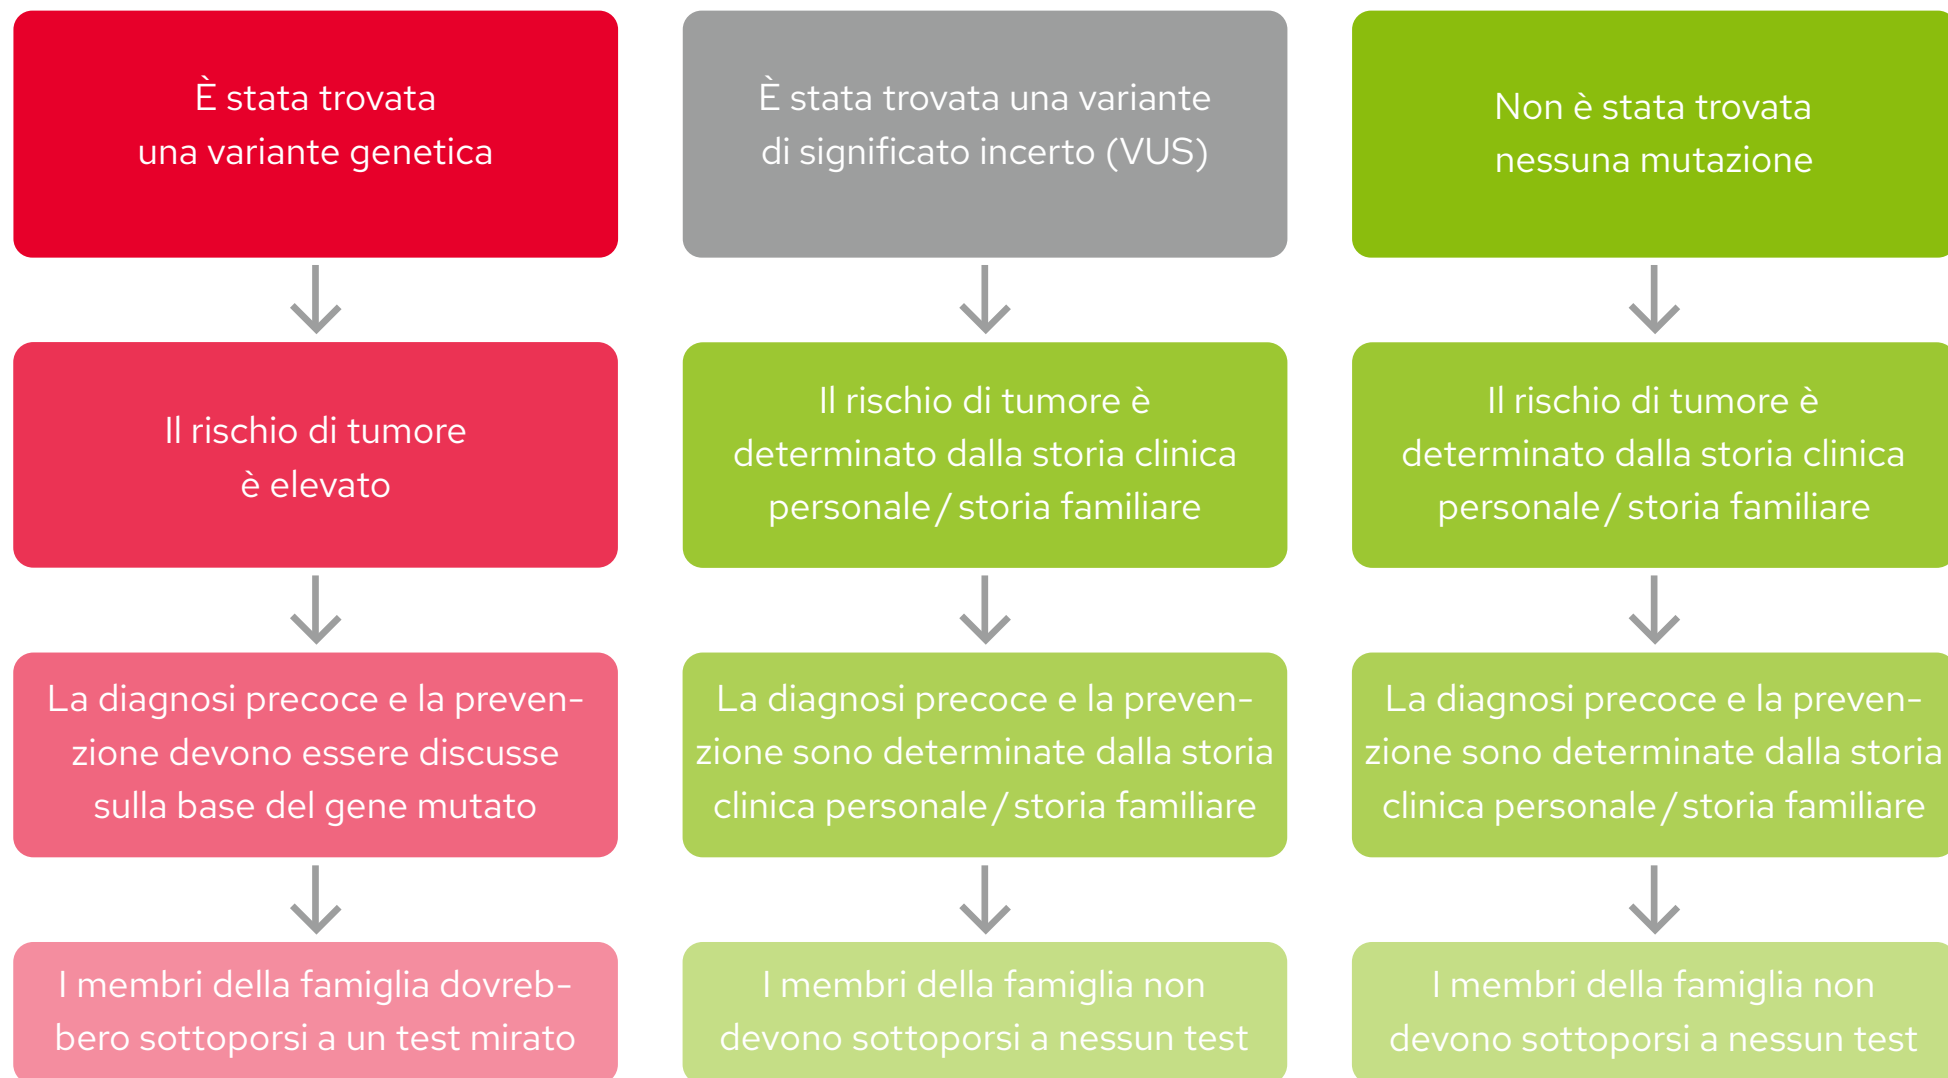 È stata trovata
una variante genetica
Il rischio di tumore
è elevato
La diagnosi precoce e la preven-
zione devono essere discusse
sulla base del gene mutato
I membri della famiglia dovreb-
bero sottoporsi a un test mirato
È stata trovata una variante
di significato incerto (VUS)
Il rischio di tumore è
determinato dalla storia clinica
personale / storia familiare
La diagnosi precoce e la preven-
zione sono determinate dalla storia
clinica personale / storia familiare
I membri della famiglia non
devono sottoporsi a nessun test
Non è stata trovata
nessuna mutazione
Il rischio di tumore è
determinato dalla storia clinica
personale / storia familiare
La diagnosi precoce e la preven-
zione sono determinate dalla storia
clinica personale / storia familiare
I membri della famiglia non
devono sottoporsi a nessun test